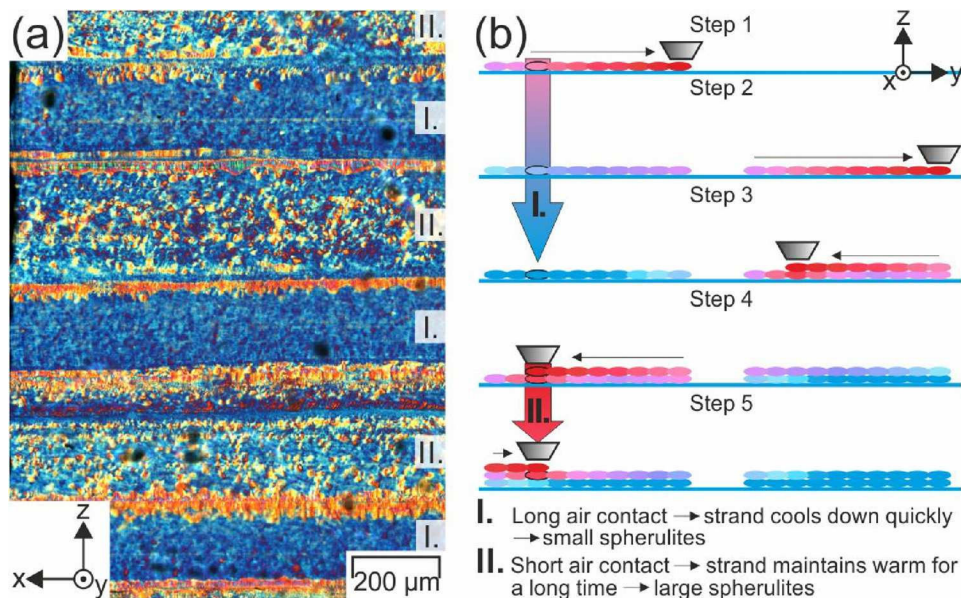 (a)
II.
I.
II.
I.
II.
I.
z
x
y
200 µm
(b)
Step 1
z
x
y
Step 2
I.
Step 3
Step 4
II.
Step 5
I. Long air contact → strand cools down quickly
→ small spherulites
II. Short air contact → strand maintains warm for
a long time → large spherulites